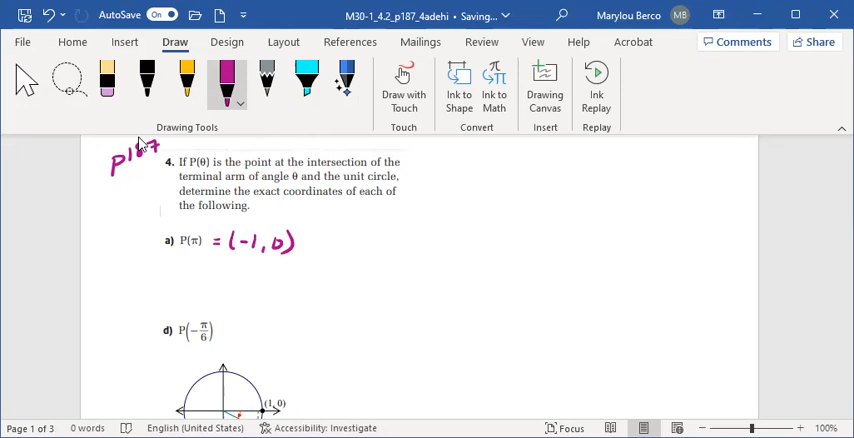 AutoSave On
M30-1_4.2_p187_4adehi • Saving...
Marylou Berco MB
File Home Insert Draw Design Layout References Mailings Review View Help Acrobat Comments Share
Draw with Touch
Ink to Shape
Ink to Math
Drawing Canvas
Ink Replay
Drawing Tools Touch Convert Insert Replay
p187
4. If P(θ) is the point at the intersection of the
terminal arm of angle θ and the unit circle,
determine the exact coordinates of each of
the following.
a) P(π) = (-1, 0)
d) P(-π/6)
(1, 0)
Page 1 of 3 0 words English (United States) Accessibility: Investigate Focus 100%